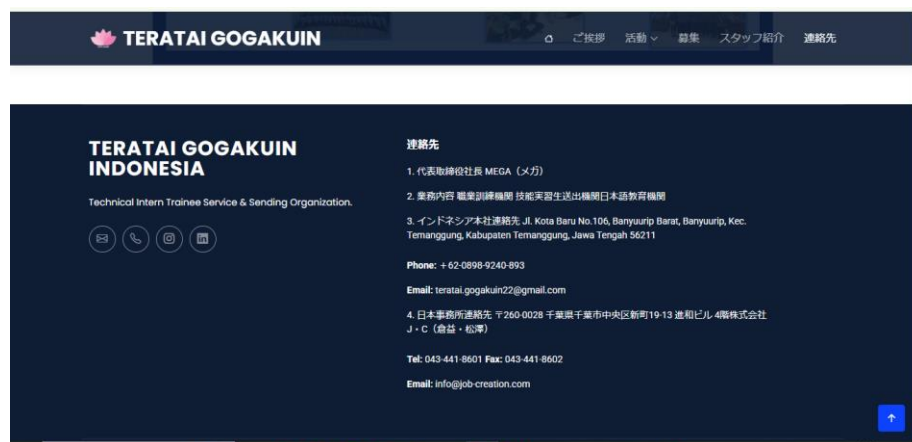 TERATAI GOGAKUIN
ご挨拶 活動 募集 スタッフ紹介 連絡先
TERATAI GOGAKUIN
INDONESIA
Technical Intern Trainee Service & Sending Organization.
連絡先
1. 代表取締役社長 MEGA（メガ）
2. 業務内容 職業訓練機関 技能実習生送出機関日本語教育機関
3. インドネシア本社連絡先 Jl. Kota Baru No.106, Banyuurip Barat, Banyuurip, Kec.
Temanggung, Kabupaten Temanggung, Jawa Tengah 56211
Phone: +62-0898-9240-893
Email: teratai.gogakuin22@gmail.com
4. 日本事務所連絡先 〒260-0028 千葉県千葉市中央区新町19-13 進和ビル 4階株式会社
J・C（倉益・松澤）
Tel: 043-441-8601 Fax: 043-441-8602
Email: info@job-creation.com